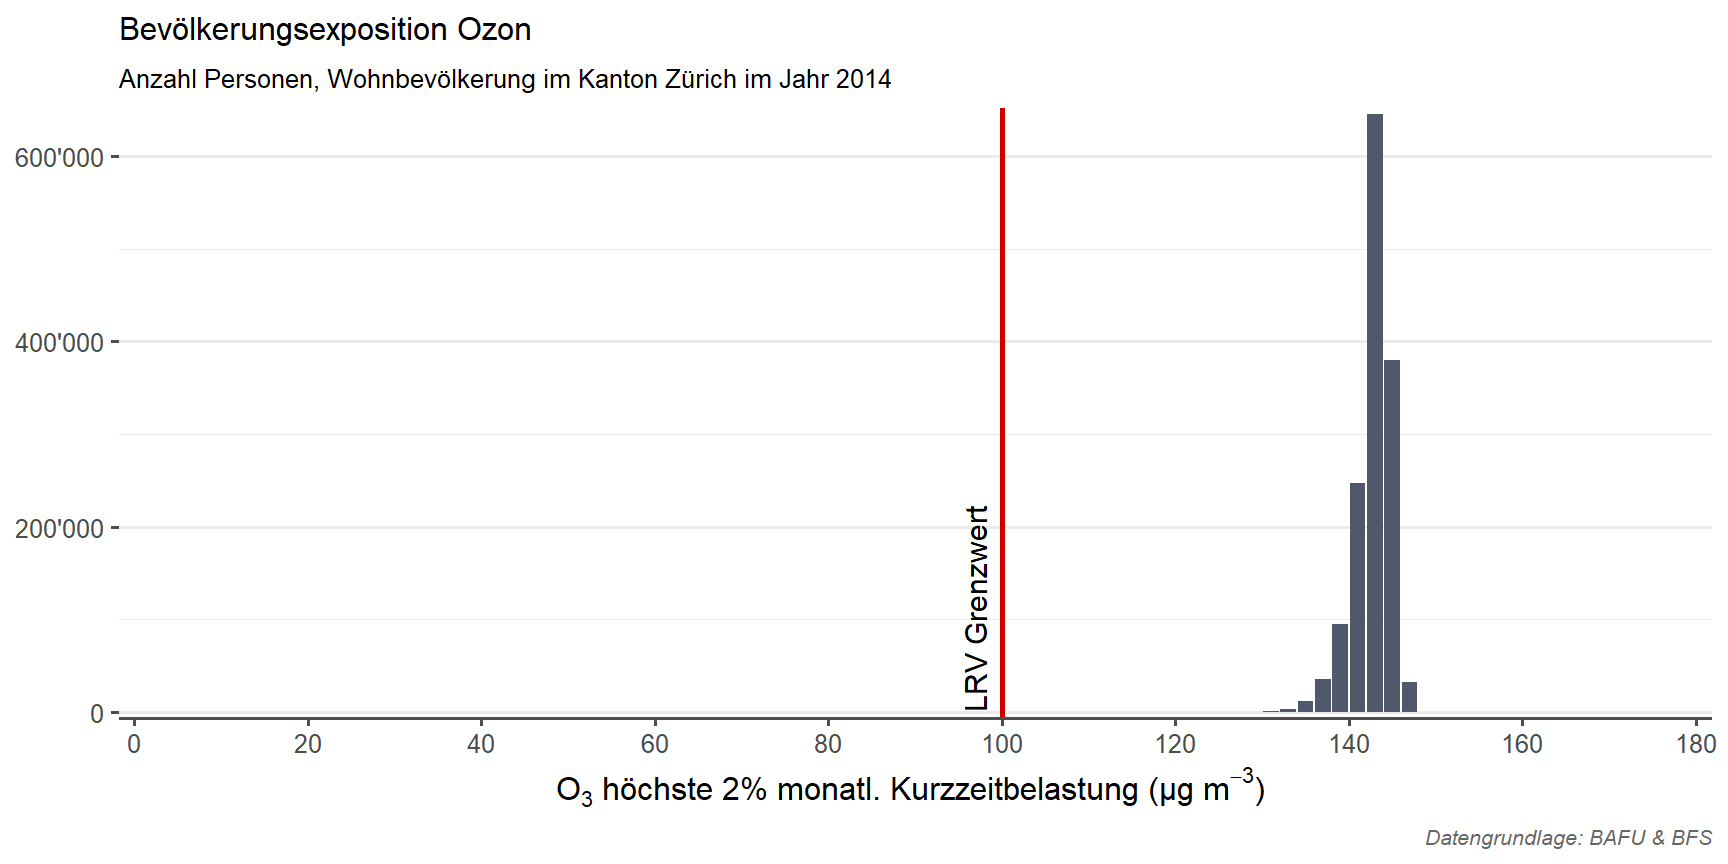 Bevölkerungsexposition Ozon
Anzahl Personen, Wohnbevölkerung im Kanton Zürich im Jahr 2014
600'000
400'000
200'000
0
LRV Grenzwert
0 20 40 60 80 100 120 140 160 180
O₃ höchste 2% monatl. Kurzzeitbelastung (µg m⁻³)
Datengrundlage: BAFU & BFS